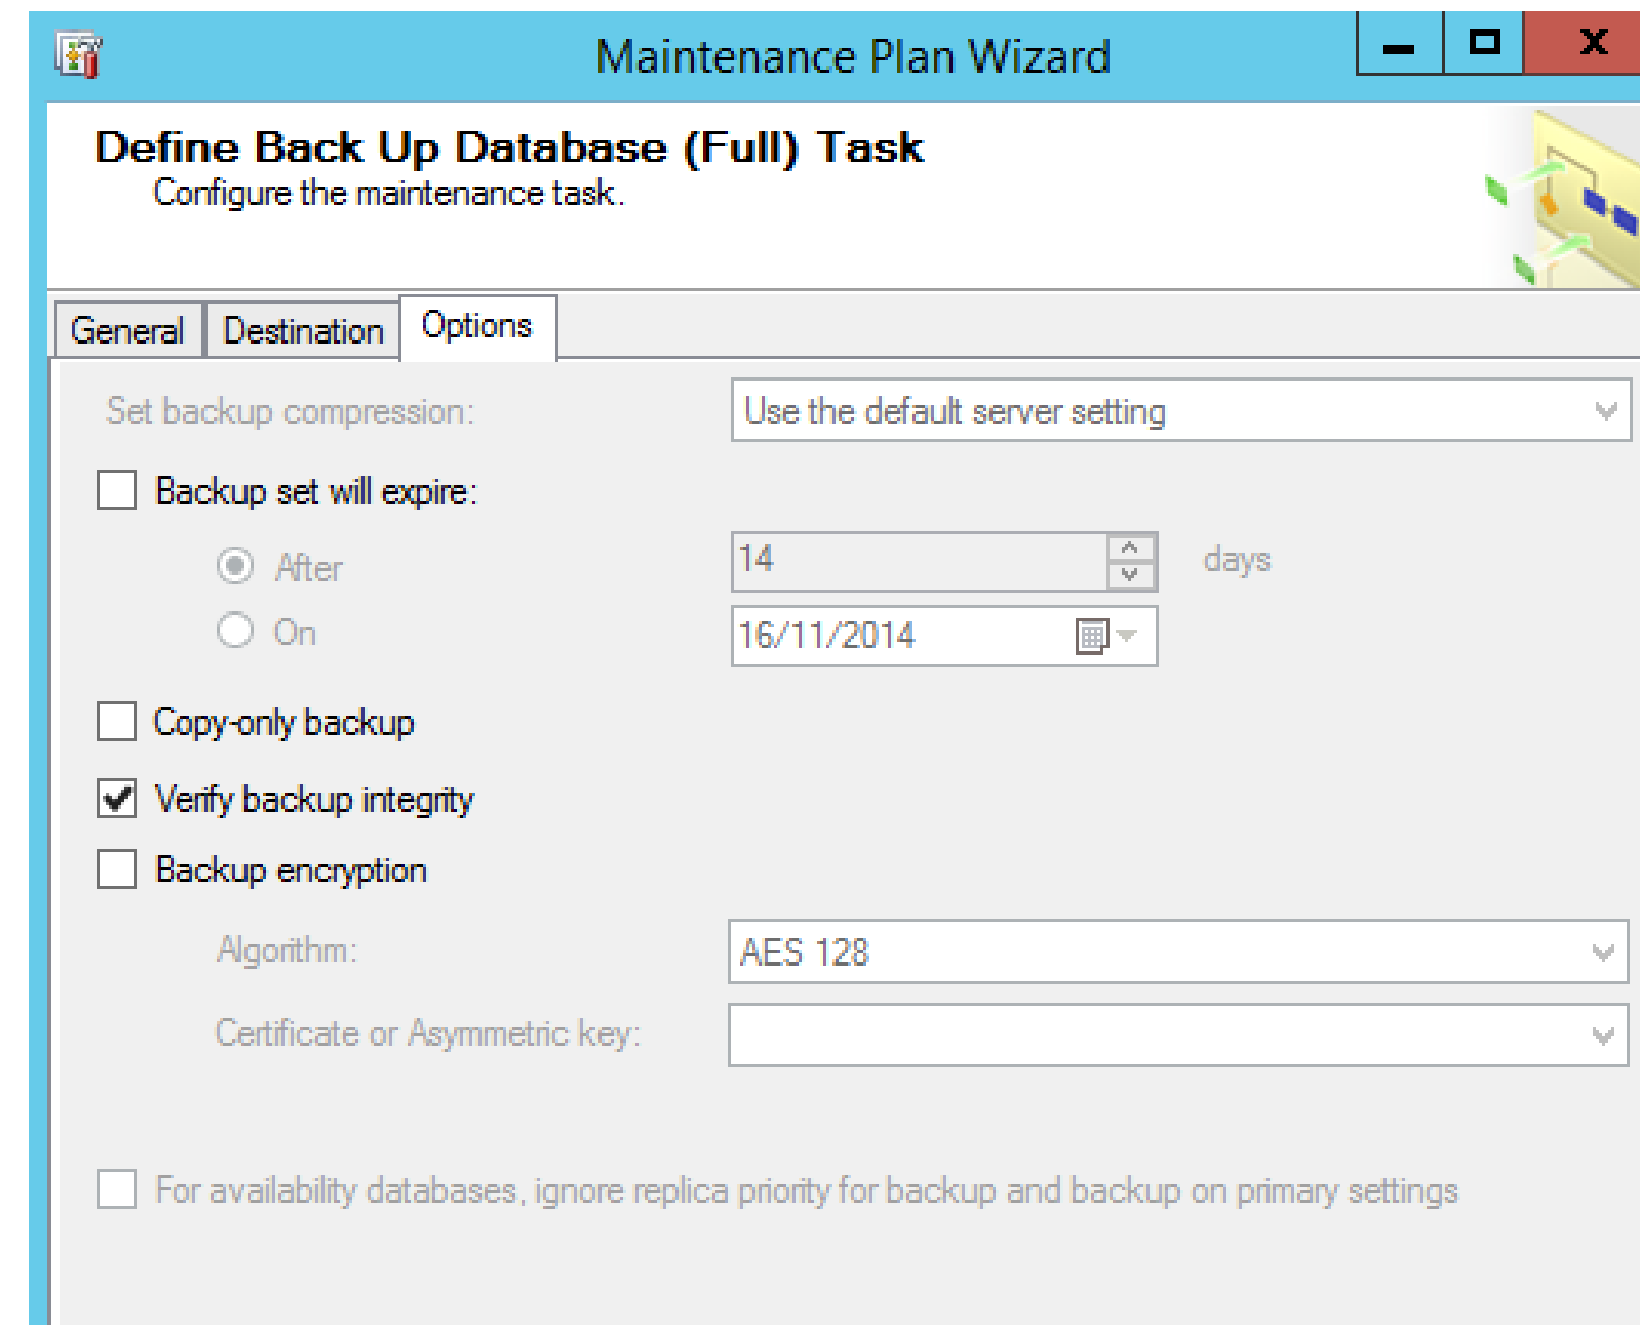 Maintenance Plan Wizard
Define Back Up Database (Full) Task
Configure the maintenance task.
General Destination Options
Set backup compression: Use the default server setting
Backup set will expire:
After 14 days
On 16/11/2014
Copy-only backup
Verify backup integrity
Backup encryption
Algorithm: AES 128
Certificate or Asymmetric key:
For availability databases, ignore replica priority for backup and backup on primary settings